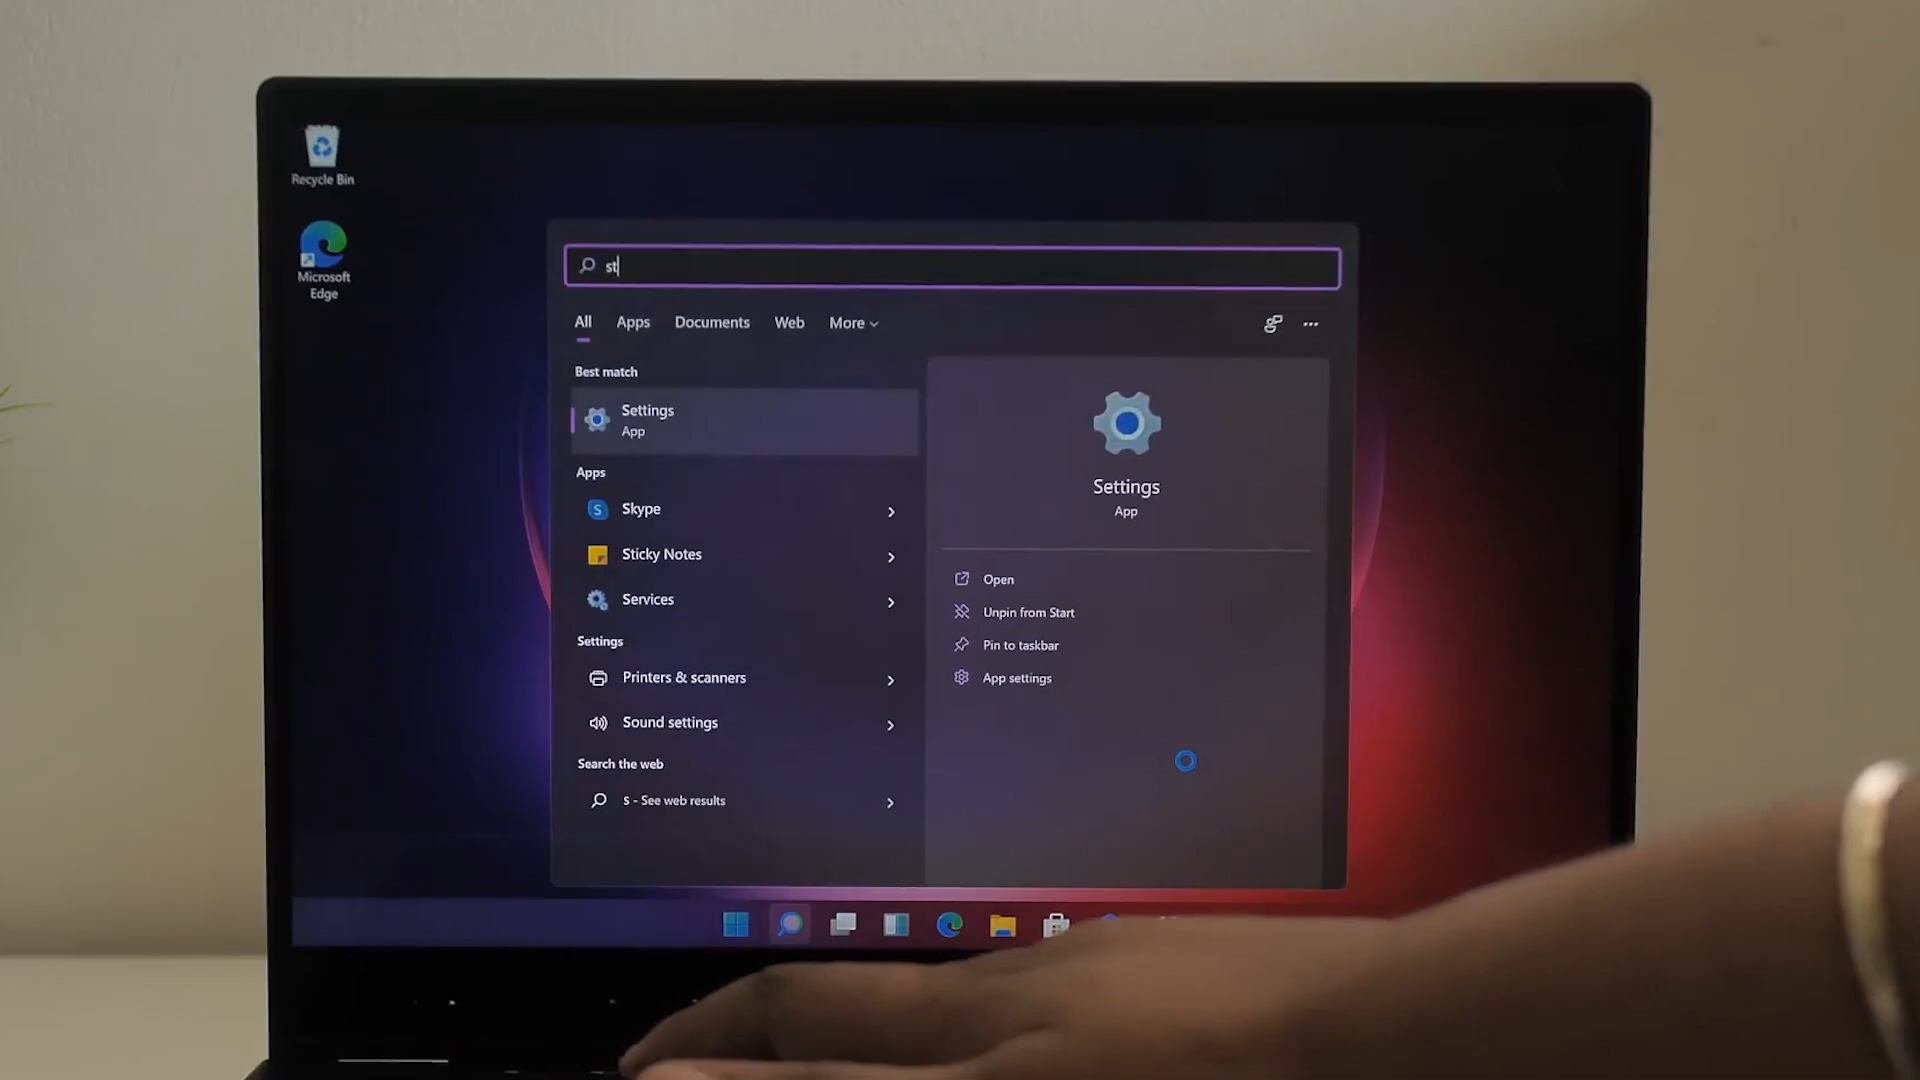 Recycle Bin
Microsoft
Edge
st
All Apps Documents Web More
Best match
Settings
App
Apps
Skype
Sticky Notes
Services
Settings
Printers & scanners
Sound settings
Search the web
s - See web results
Settings
App
Open
Unpin from Start
Pin to taskbar
App settings